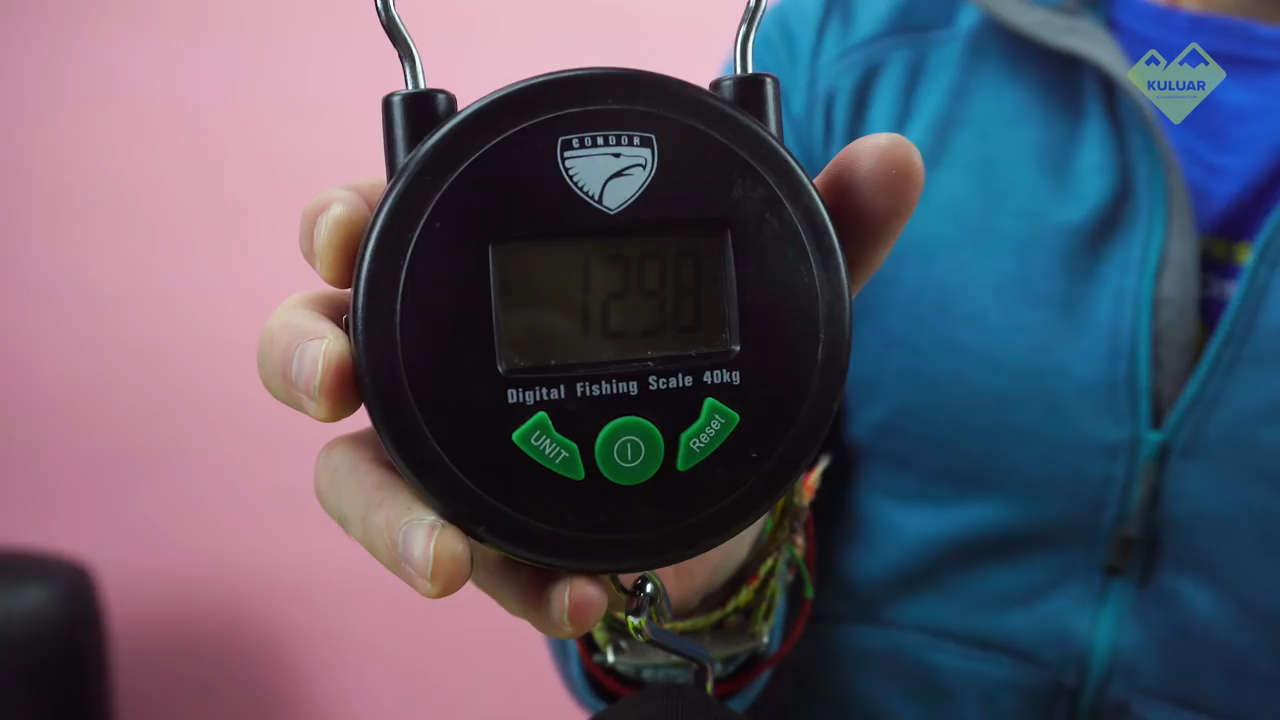 KULUAR
CONDOR
1298
Digital Fishing Scale 40kg
UNIT
Reset